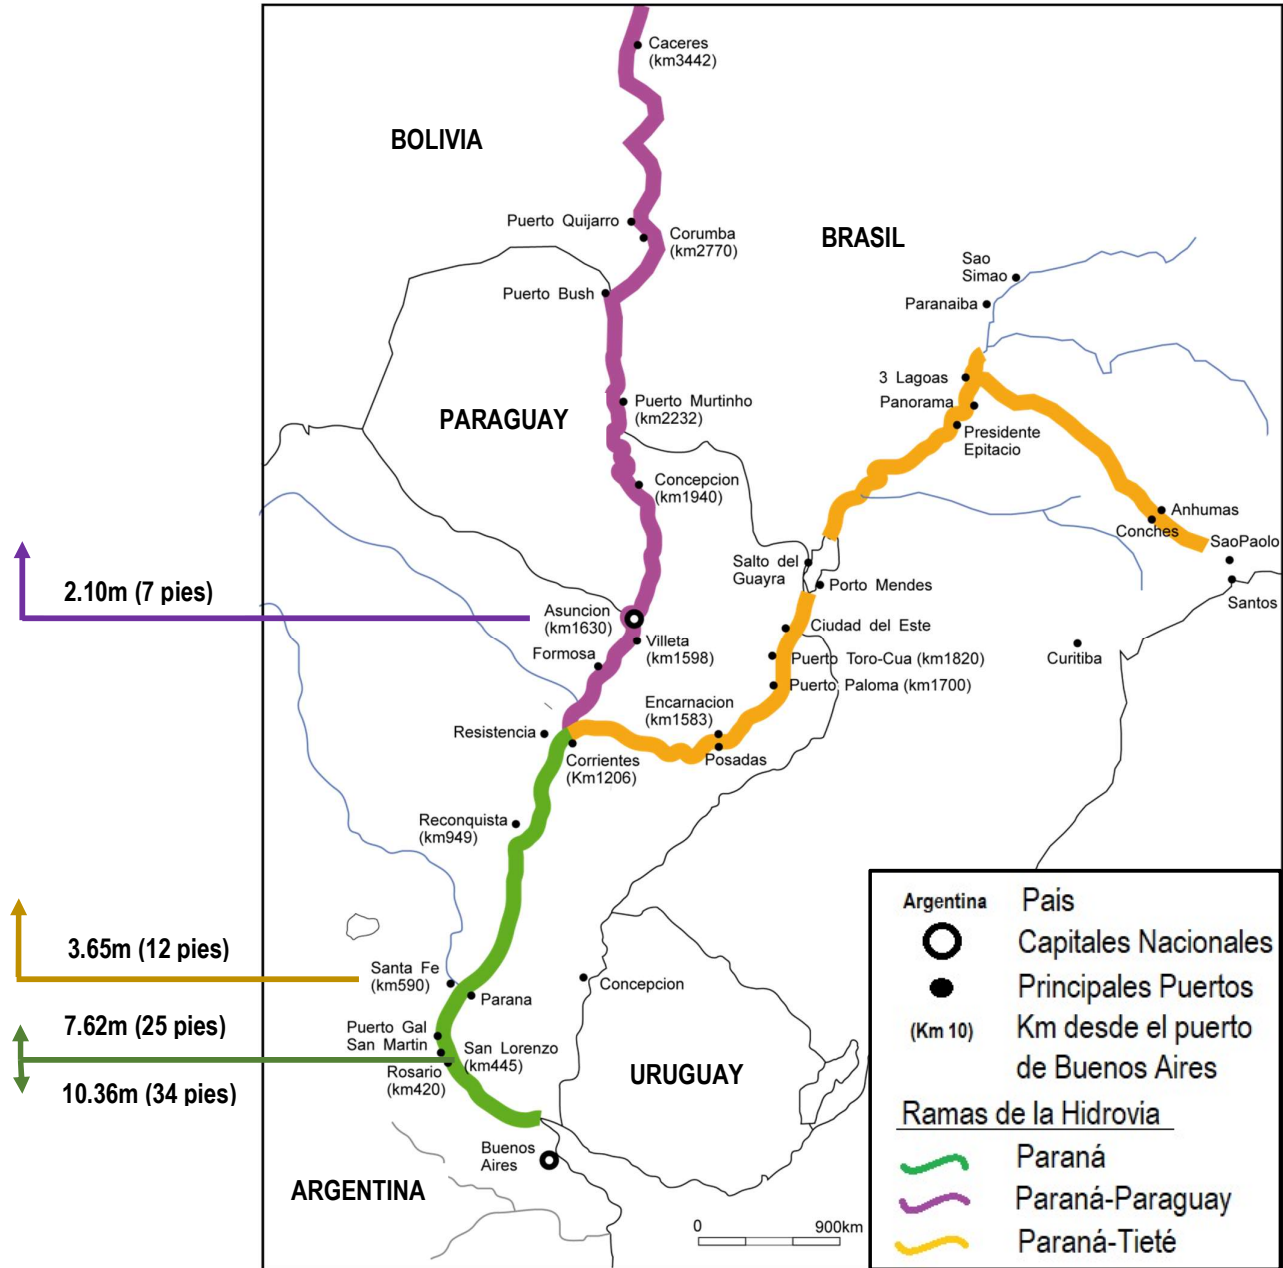 Caceres
(km3442)
BOLIVIA
Puerto Quijarro
Corumba
(km2770)
BRASIL
Sao
Simao
Puerto Bush
Paranaiba
3 Lagoas
Panorama
Puerto Murtinho
(km2232)
PARAGUAY
Presidente
Epitacio
Concepcion
(km1940)
Anhumas
Conches
SaoPaolo
Salto del
Guayra
Porto Mendes
Santos
2.10m (7 pies)
Asuncion
(km1630)
Villeta
(km1598)
Ciudad del Este
Curitiba
Formosa
Puerto Toro-Cua (km1820)
Puerto Paloma (km1700)
Encarnacion
(km1583)
Resistencia
Corrientes
(Km1206)
Posadas
Reconquista
(km949)
3.65m (12 pies)
Santa Fe
(km590)
Parana
Concepcion
7.62m (25 pies)
Puerto Gal
San Martin
San Lorenzo
(km445)
Rosario
(km420)
10.36m (34 pies)
URUGUAY
Buenos
Aires
ARGENTINA
0 900km
Argentina Pais
Capitales Nacionales
Principales Puertos
(Km 10) Km desde el puerto
de Buenos Aires
Ramas de la Hidrovia
Paraná
Paraná-Paraguay
Paraná-Tieté